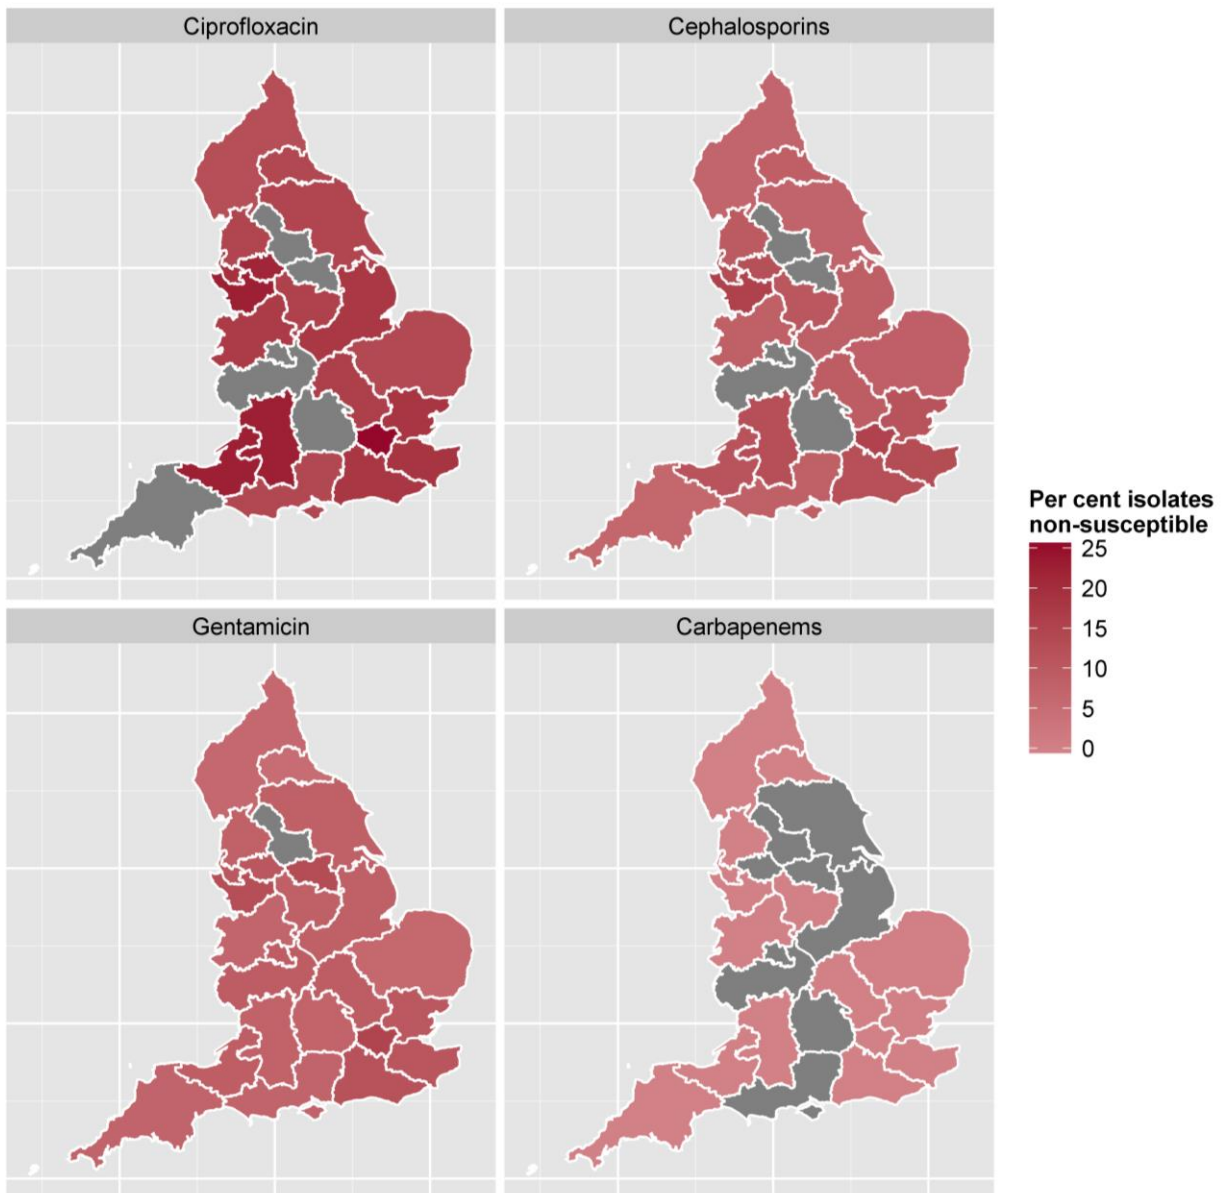 Ciprofloxacin
Cephalosporins
Per cent isolates
non-susceptible
25
20
15
10
5
0
Gentamicin
Carbapenems